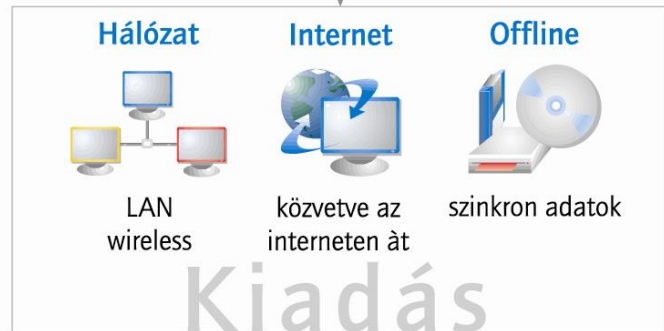 Hálózat
Internet
Offline
LAN
wireless
közvetve az
interneten àt
szinkron adatok
Kiadás